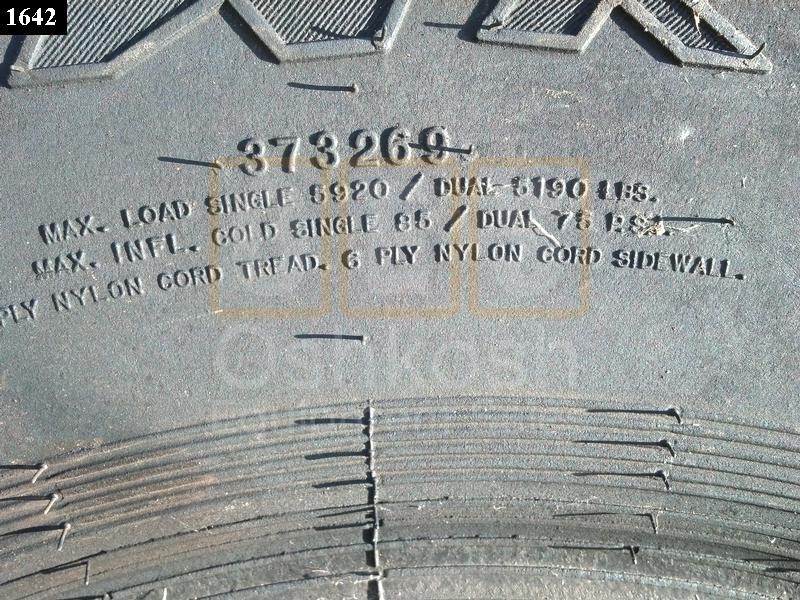 1642
373269
MAX. LOAD SINGLE 5920 / DUAL 5190 LBS.
MAX. INFL. COLD SINGLE 85 / DUAL 75 P.S.I.
PLY NYLON CORD TREAD. 6 PLY NYLON CORD SIDEWALL.
Oshkosh